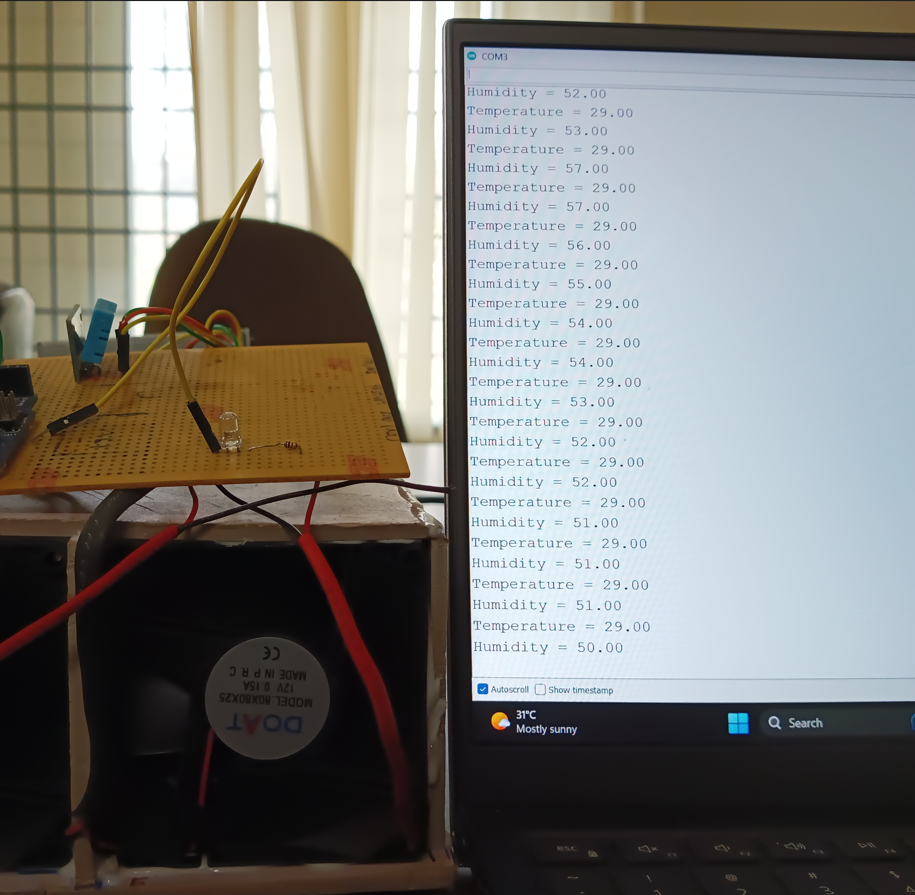 COM3
Humidity = 52.00
Temperature = 29.00
Humidity = 53.00
Temperature = 29.00
Humidity = 57.00
Temperature = 29.00
Humidity = 57.00
Temperature = 29.00
Humidity = 56.00
Temperature = 29.00
Humidity = 55.00
Temperature = 29.00
Humidity = 54.00
Temperature = 29.00
Humidity = 54.00
Temperature = 29.00
Humidity = 53.00
Temperature = 29.00
Humidity = 52.00
Temperature = 29.00
Humidity = 52.00
Temperature = 29.00
Humidity = 51.00
Temperature = 29.00
Humidity = 51.00
Temperature = 29.00
Humidity = 51.00
Temperature = 29.00
Humidity = 50.00
Autoscroll Show timestamp
31°C
Mostly sunny
Search
esc
DOAT
MODEL 80X80X25
12V 0.15A
MADE IN P R C
CE